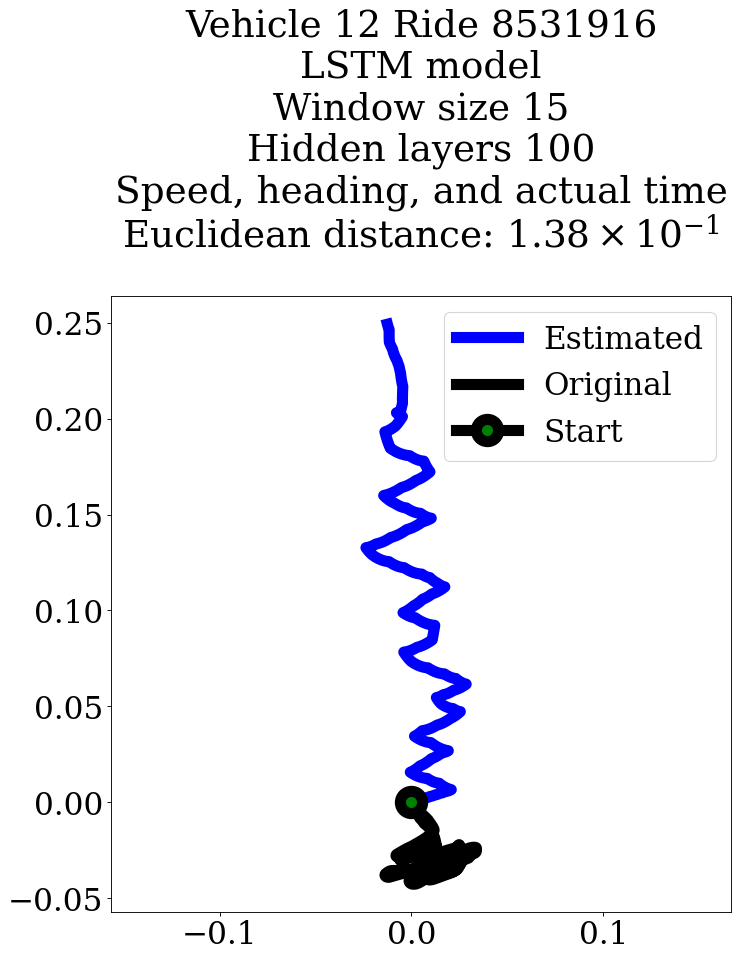 Vehicle 12 Ride 8531916
LSTM model
Window size 15
Hidden layers 100
Speed, heading, and actual time
Euclidean distance: 1.38 × 10⁻¹
Estimated
Original
Start
0.25
0.20
0.15
0.10
0.05
0.00
−0.05
−0.1
0.0
0.1